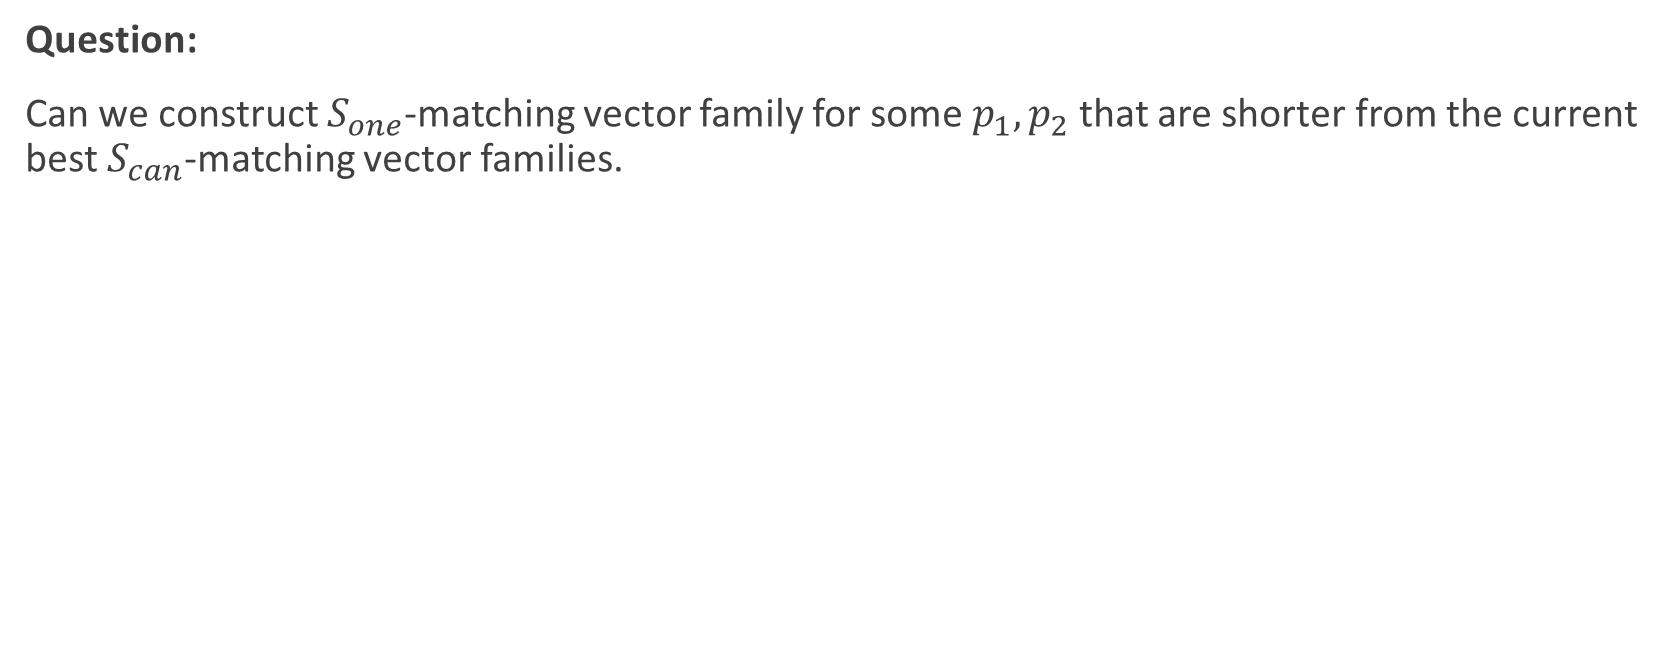 Question:
Can we construct S_one-matching vector family for some p_1, p_2 that are shorter from the current
best S_can-matching vector families.